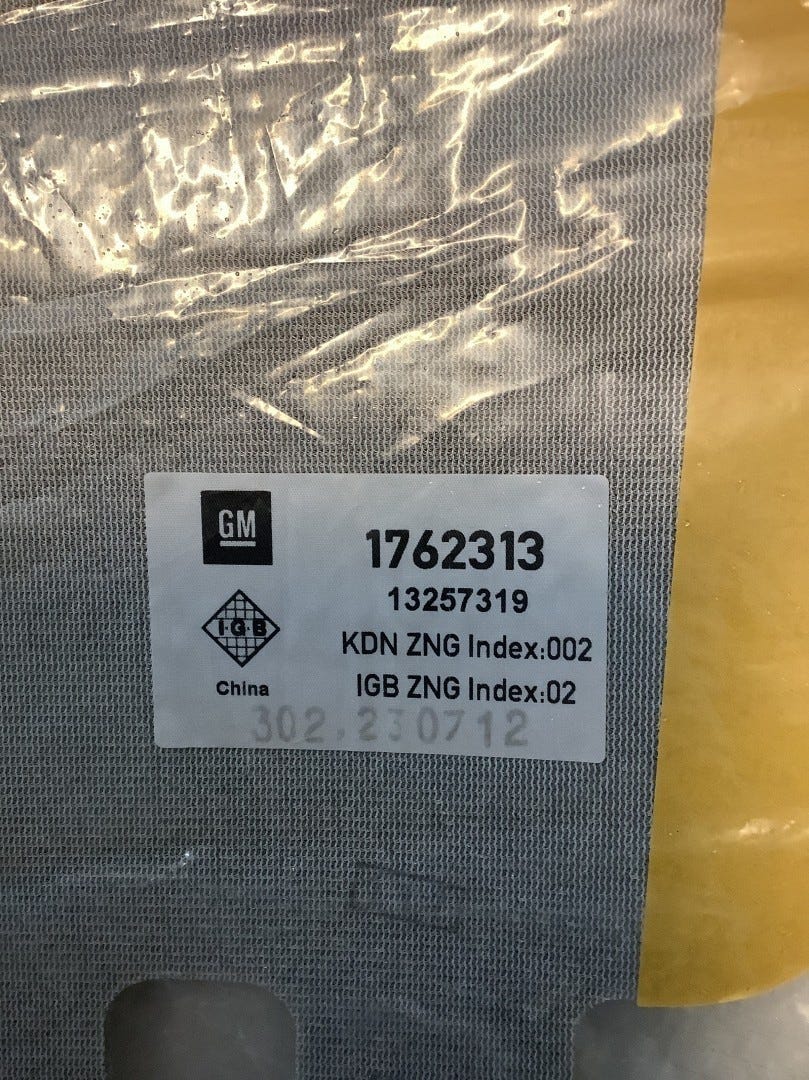 GM
1762313
13257319
I·G·B
KDN ZNG Index:002
China
IGB ZNG Index:02
302.230712